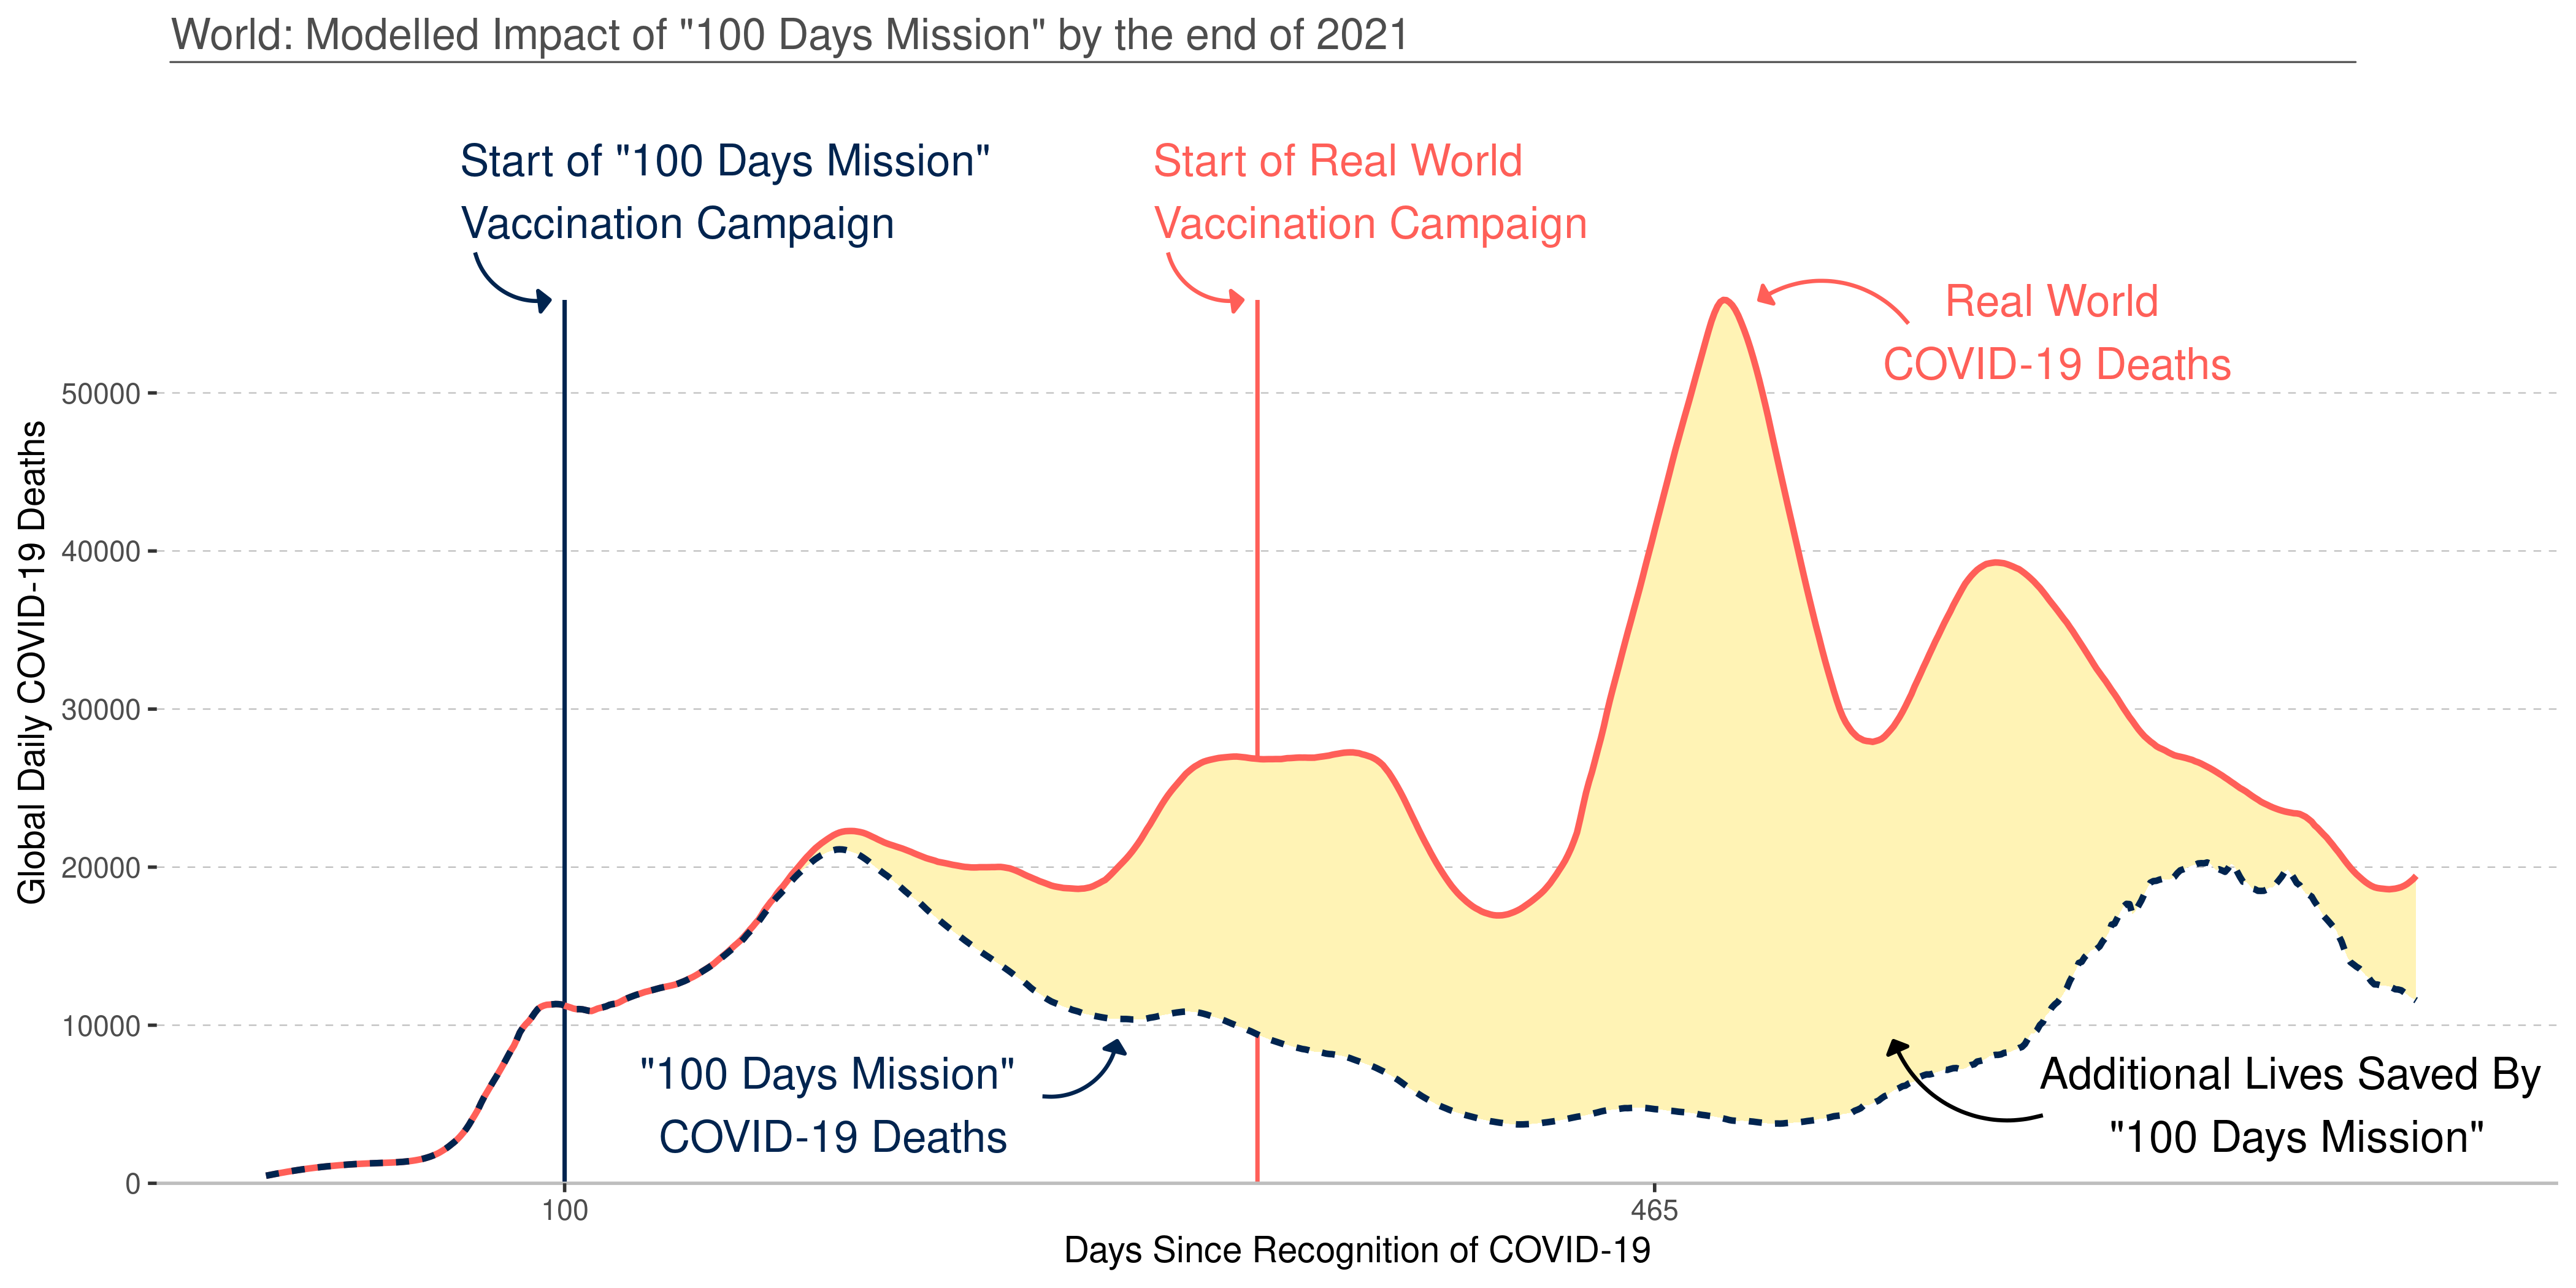 World: Modelled Impact of "100 Days Mission" by the end of 2021
Start of "100 Days Mission"
Vaccination Campaign
Start of Real World
Vaccination Campaign
Real World
COVID-19 Deaths
Global Daily COVID-19 Deaths
50000
40000
30000
20000
10000
0
"100 Days Mission"
COVID-19 Deaths
Additional Lives Saved By
"100 Days Mission"
100
465
Days Since Recognition of COVID-19